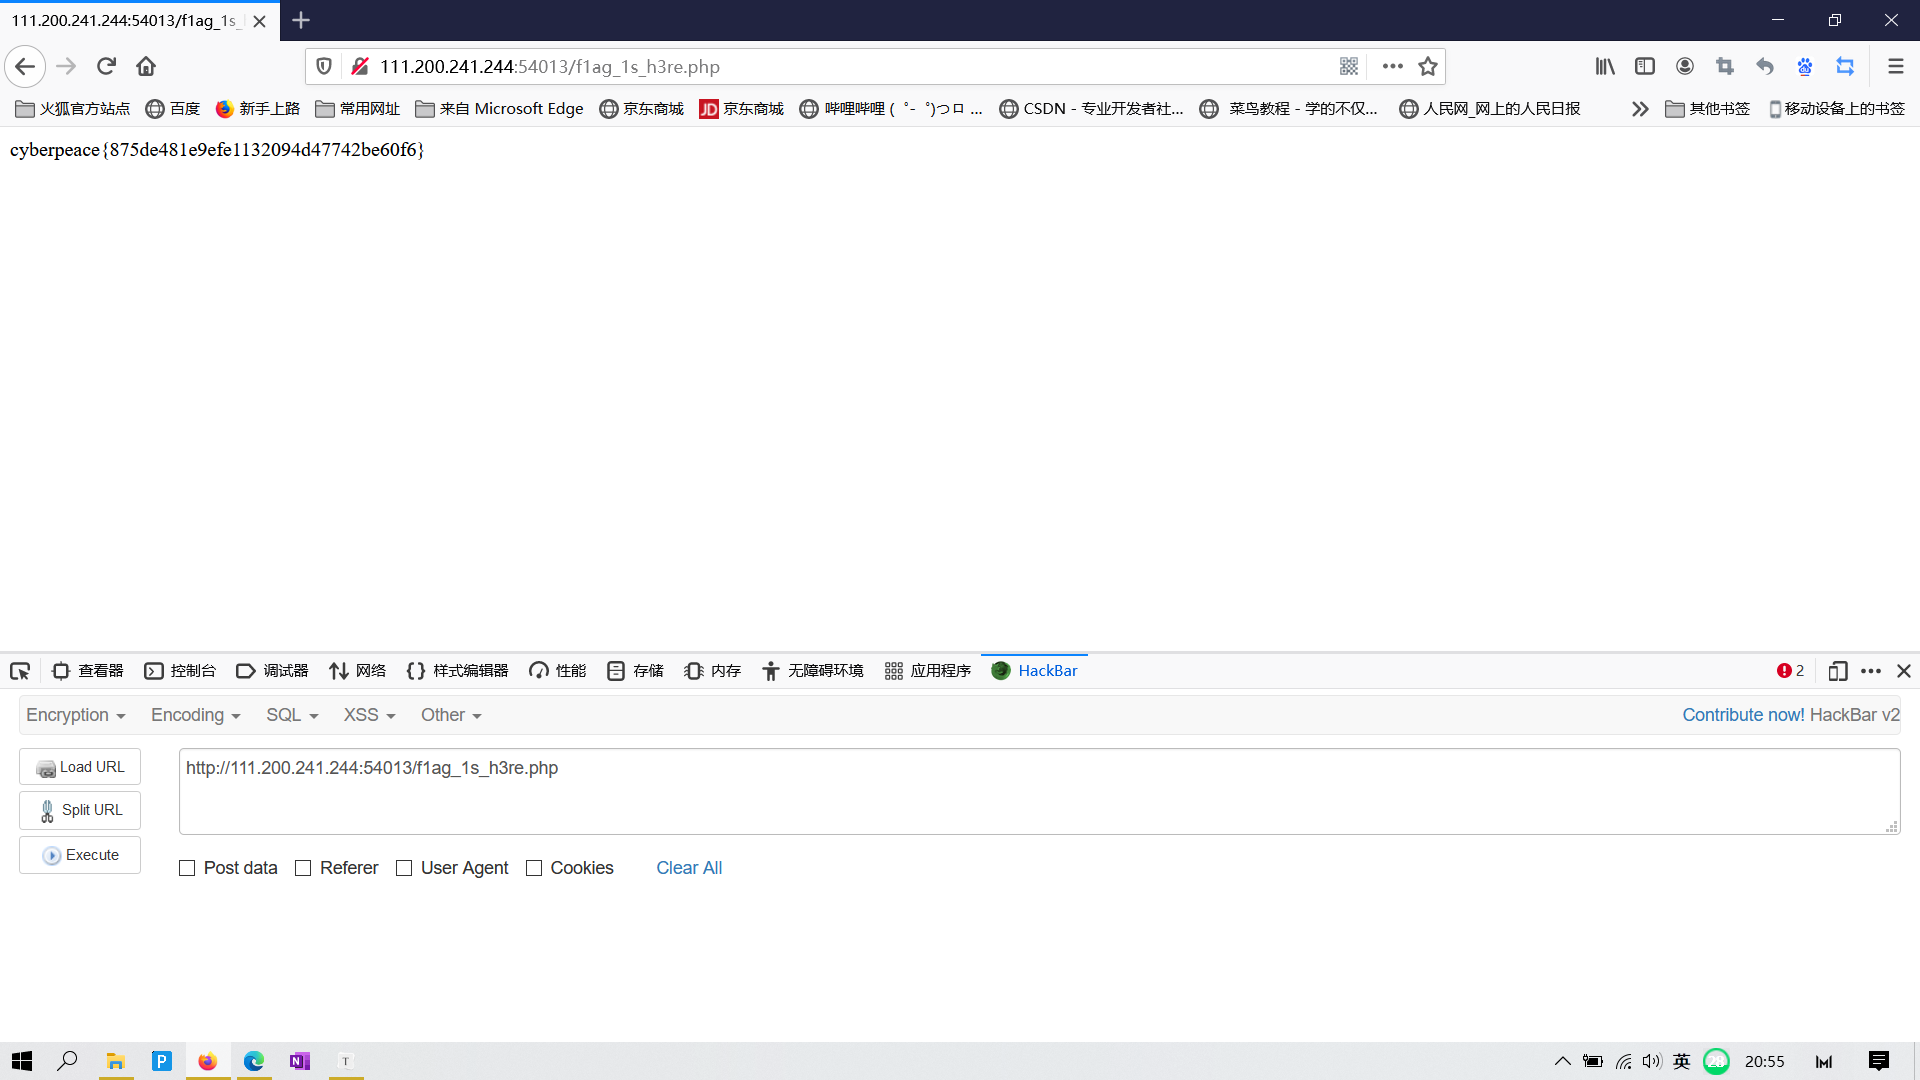 111.200.241.244:54013/f1ag_1s_
111.200.241.244:54013/f1ag_1s_h3re.php
火狐官方站点 百度 新手上路 常用网址 来自 Microsoft Edge 京东商城 JD 京东商城 哔哩哔哩 ( ゜- ゜)つロ ... CSDN - 专业开发者社... 菜鸟教程 - 学的不仅... 人民网_网上的人民日报 其他书签 移动设备上的书签
cyberpeace{875de481e9efe1132094d47742be60f6}
查看器 控制台 调试器 网络 样式编辑器 性能 存储 内存 无障碍环境 应用程序 HackBar 2
Encryption Encoding SQL XSS Other Contribute now! HackBar v2
Load URL
http://111.200.241.244:54013/f1ag_1s_h3re.php
Split URL
Execute
Post data Referer User Agent Cookies Clear All
P N T 英 28 20:55